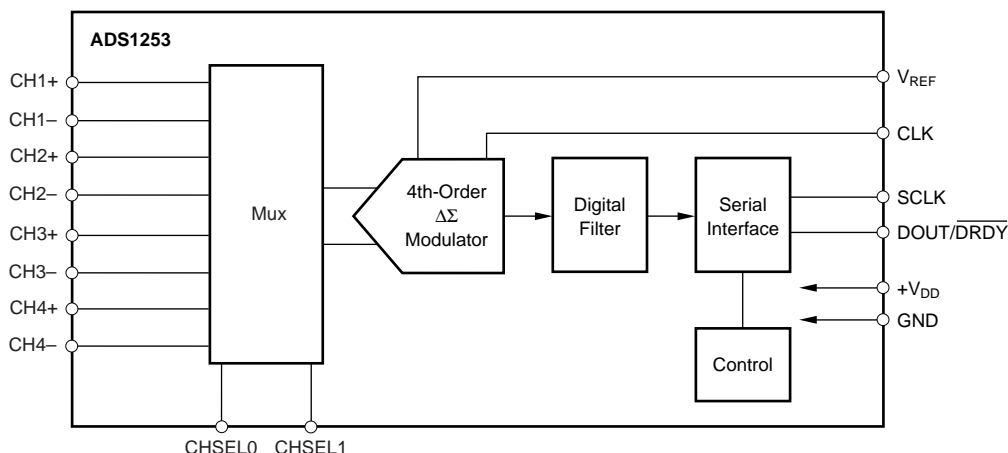 ADS1253
CH1+
CH1–
CH2+
CH2–
CH3+
CH3–
CH4+
CH4–
Mux
4th-Order
ΔΣ
Modulator
Digital
Filter
Serial
Interface
Control
VREF
CLK
SCLK
DOUT/DRDY
+VDD
GND
CHSEL0 CHSEL1